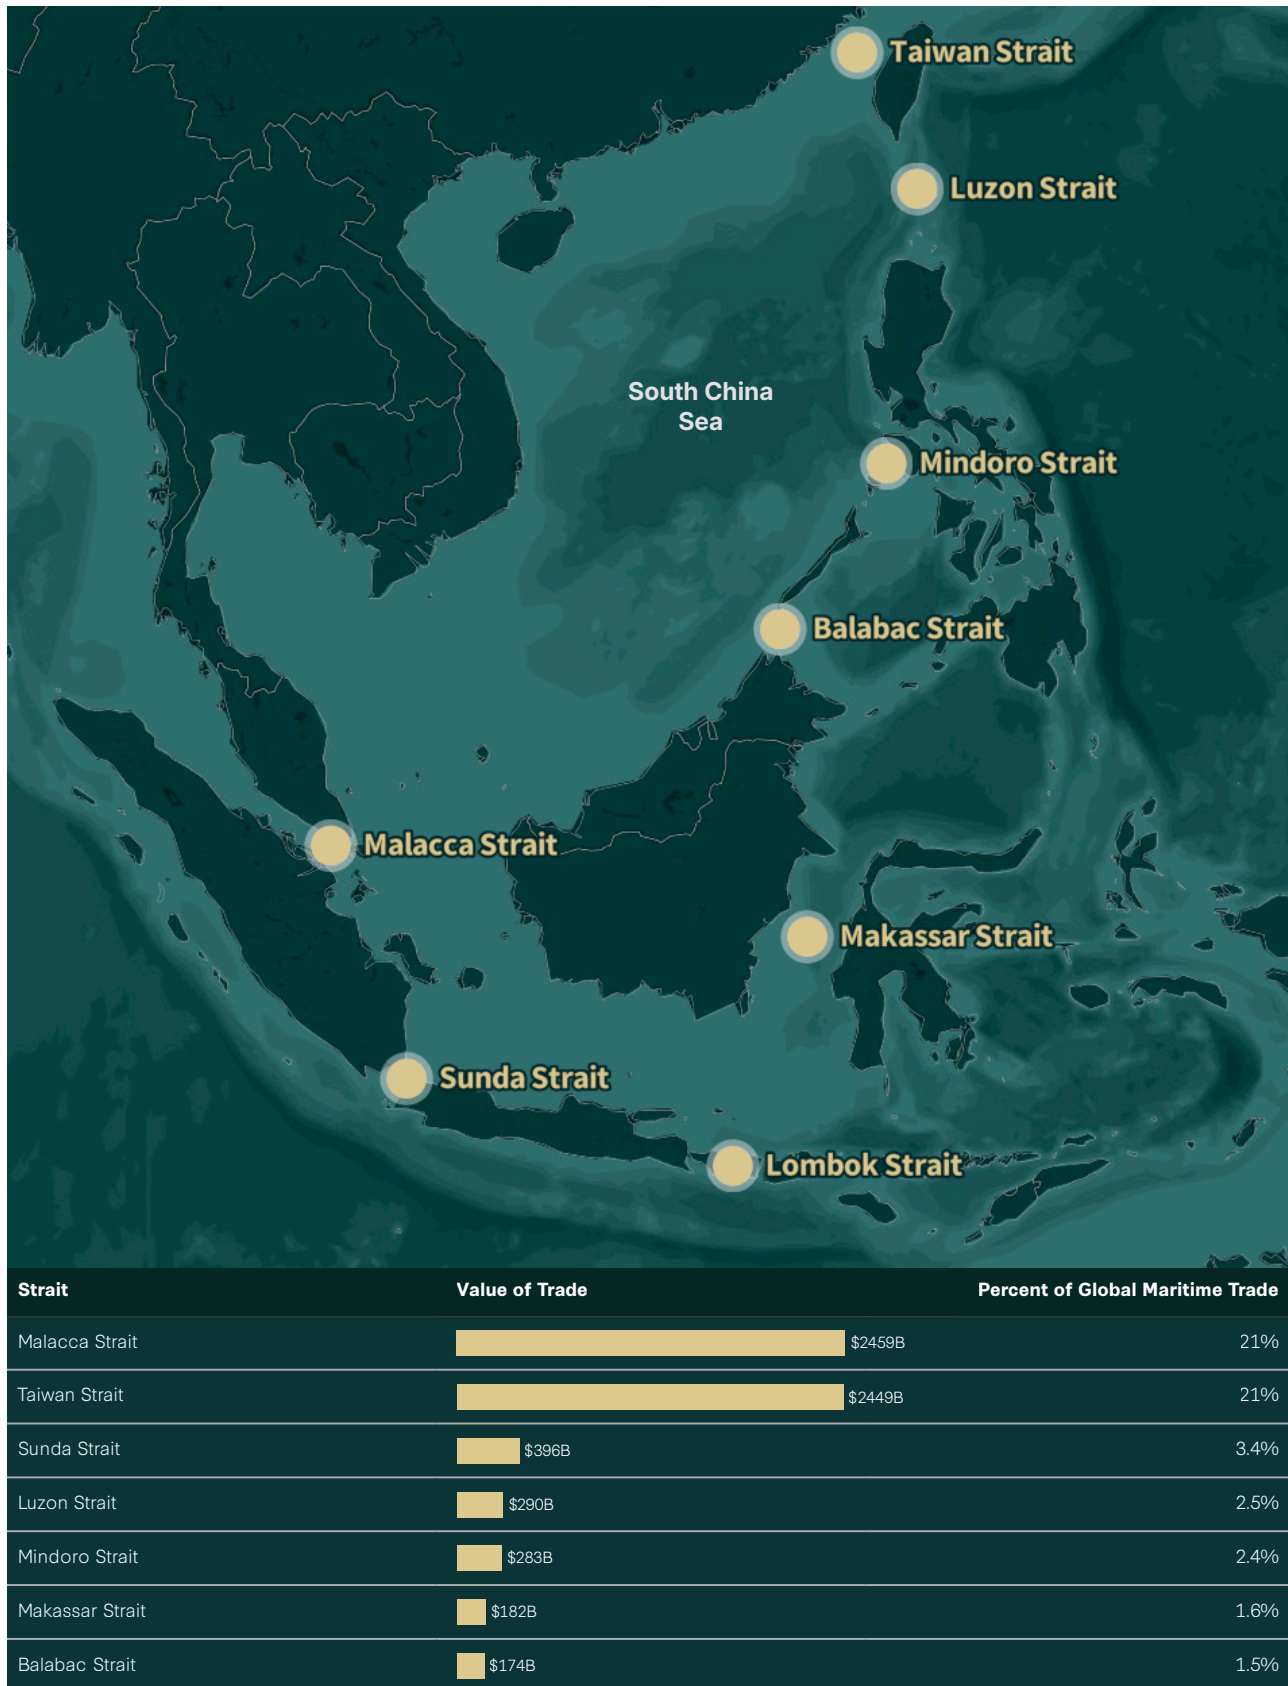 Taiwan Strait
Luzon Strait
South China
Sea
Mindoro Strait
Balabac Strait
Malacca Strait
Makassar Strait
Sunda Strait
Lombok Strait
Strait Value of Trade Percent of Global Maritime Trade
Malacca Strait $2459B 21%
Taiwan Strait $2449B 21%
Sunda Strait $396B 3.4%
Luzon Strait $290B 2.5%
Mindoro Strait $283B 2.4%
Makassar Strait $182B 1.6%
Balabac Strait $174B 1.5%